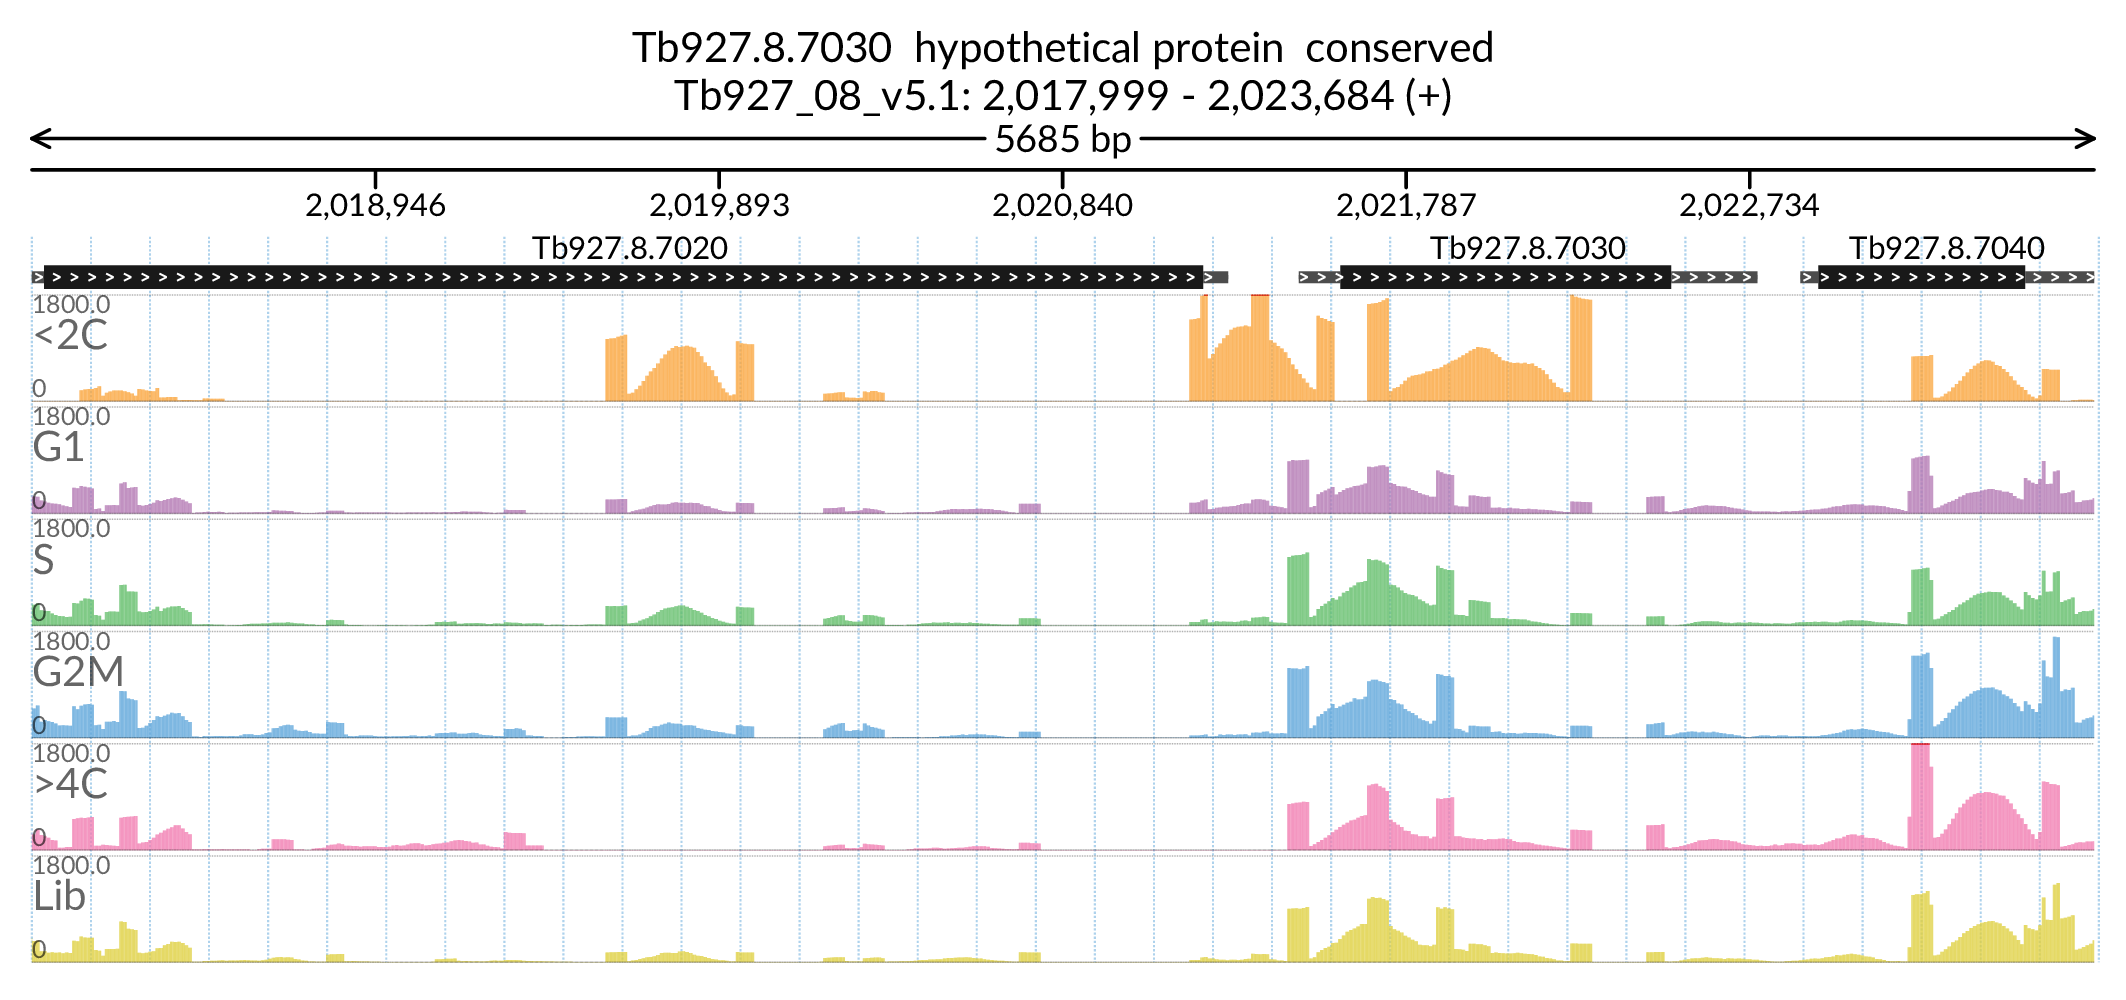 Tb927.8.7030  hypothetical protein  conserved
Tb927_08_v5.1: 2,017,999 - 2,023,684 (+)
5685 bp
2,018,946 2,019,893 2,020,840 2,021,787 2,022,734
Tb927.8.7020 Tb927.8.7030 Tb927.8.7040
1800.0
<2C
0
1800.0
G1
0
1800.0
S
0
1800.0
G2M
0
1800.0
>4C
0
1800.0
Lib
0